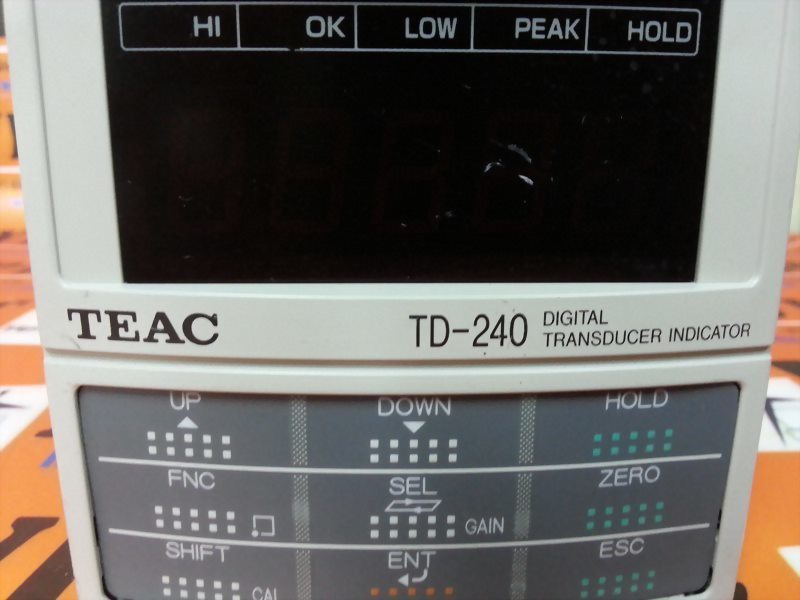 HI OK LOW PEAK HOLD
TEAC TD-240 DIGITAL
TRANSDUCER INDICATOR
UP DOWN HOLD
FNC SEL ZERO
GAIN
SHIFT ENT ESC
CAL